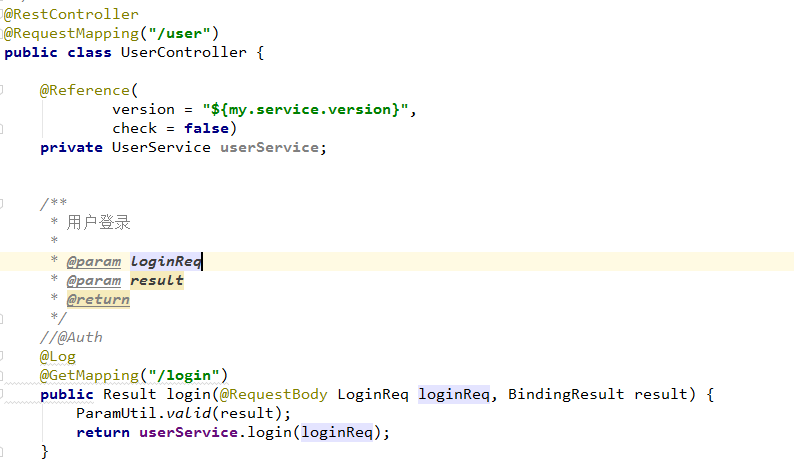 @RestController
@RequestMapping("/user")
public class UserController {
@Reference(
version = "${my.service.version}",
check = false)
private UserService userService;
/**
* 用户登录
*
* @param loginReq
* @param result
* @return
*/
//@Auth
@Log
@GetMapping("/login")
public Result login(@RequestBody LoginReq loginReq, BindingResult result) {
ParamUtil.valid(result);
return userService.login(loginReq);
}